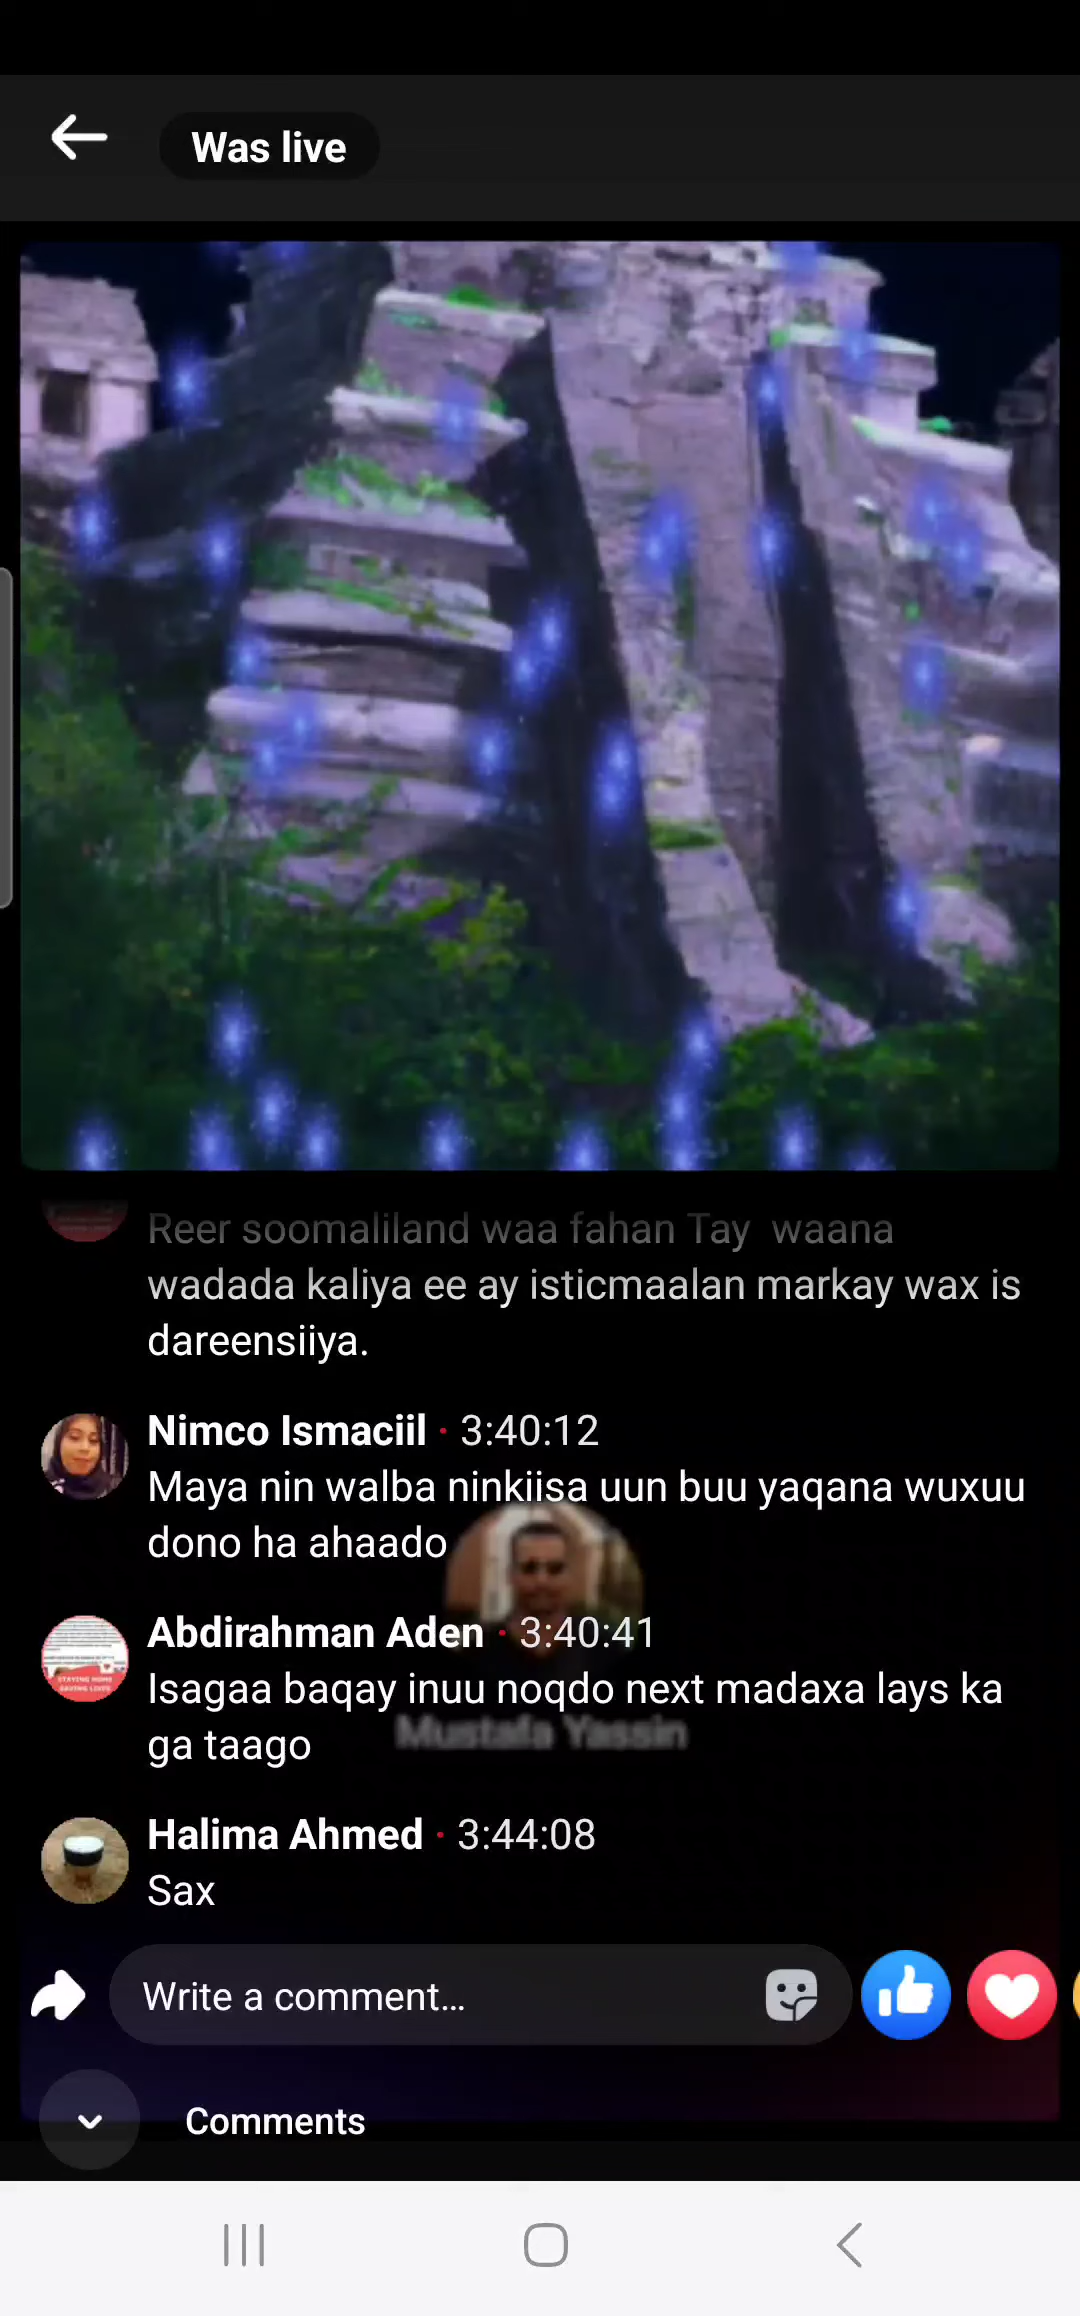 Was live
Reer soomaliland waa fahan Tay waana
wadada kaliya ee ay isticmaalan markay wax is
dareensiiya.
Nimco Ismaciil · 3:40:12
Maya nin walba ninkiisa uun buu yaqana wuxuu
dono ha ahaado
Abdirahman Aden · 3:40:41
Isagaa baqay inuu noqdo next madaxa lays ka
ga taago
Mustafa Yassin
Halima Ahmed · 3:44:08
Sax
Write a comment...
Comments